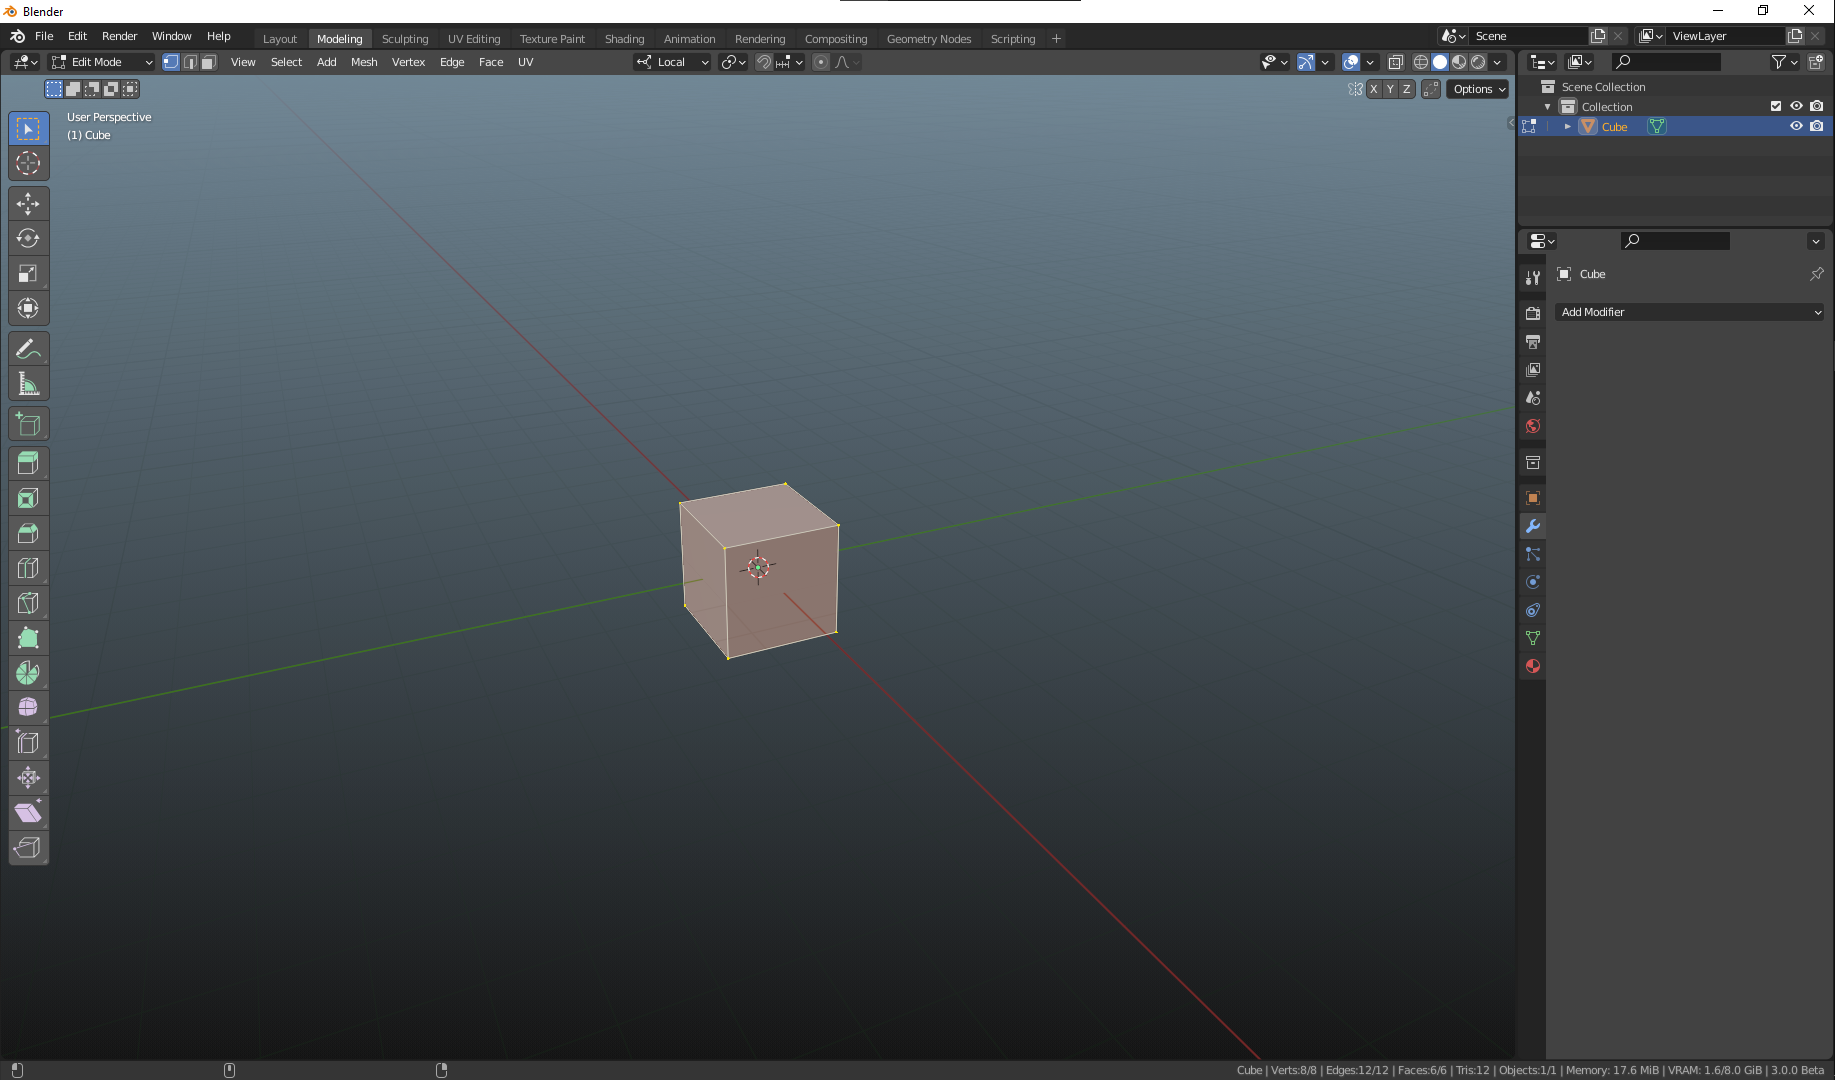 Blender
File Edit Render Window Help Layout Modeling Sculpting UV Editing Texture Paint Shading Animation Rendering Compositing Geometry Nodes Scripting + Scene ViewLayer
Edit Mode View Select Add Mesh Vertex Edge Face UV Local
X Y Z Options
User Perspective
(1) Cube
Scene Collection
Collection
Cube
Cube
Add Modifier
Cube | Verts:8/8 | Edges:12/12 | Faces:6/6 | Tris:12 | Objects:1/1 | Memory: 17.6 MiB | VRAM: 1.6/8.0 GiB | 3.0.0 Beta